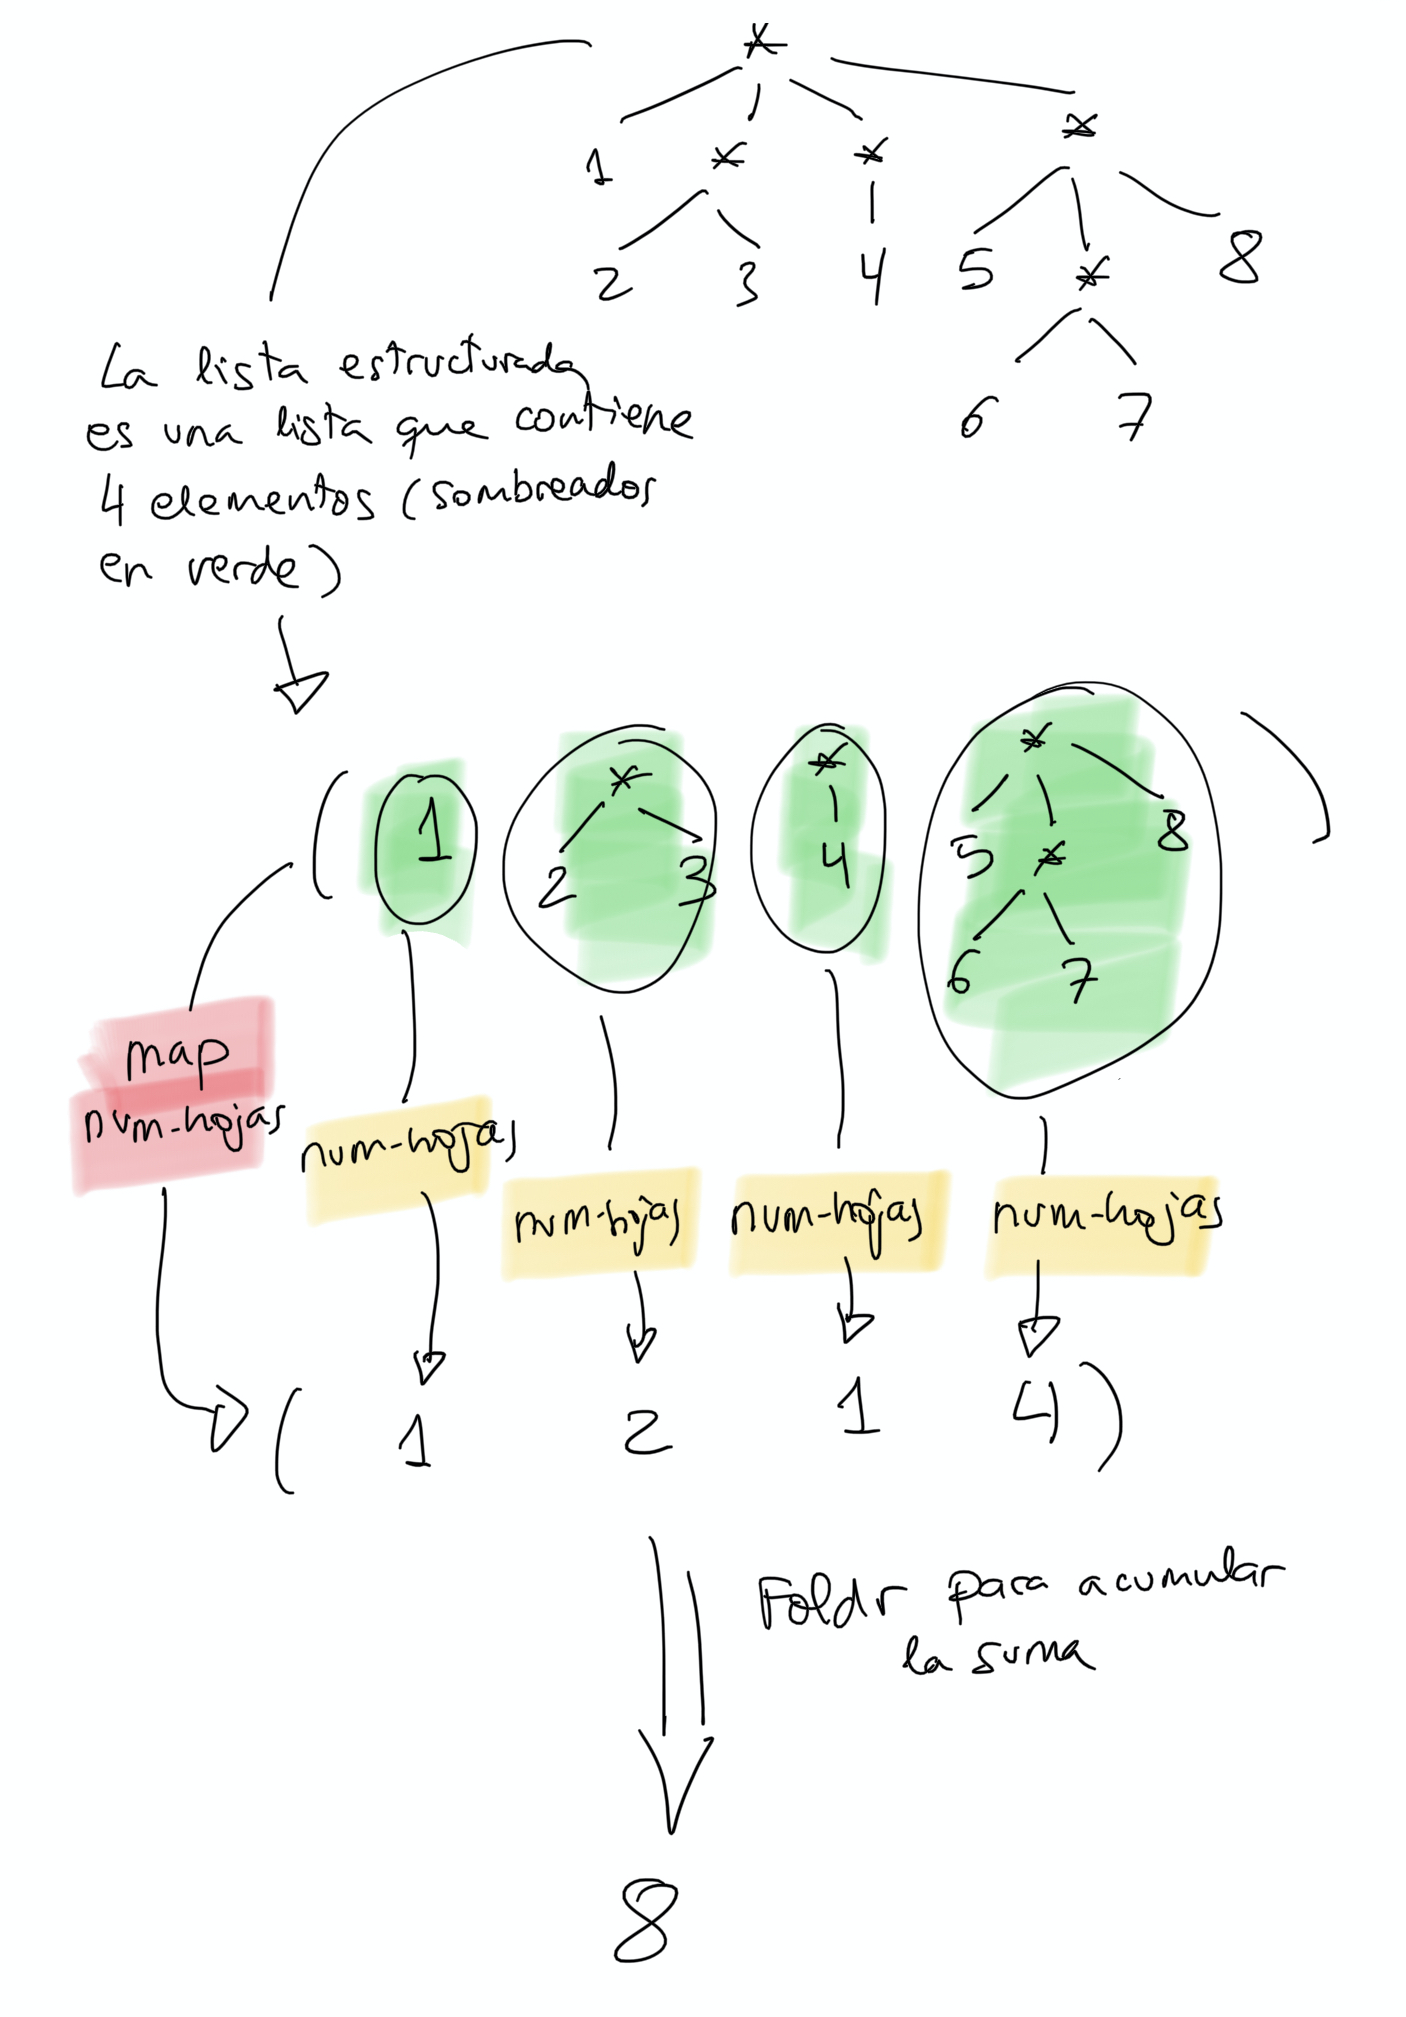 *
1 * * *
2 3 4 5 * 8
6 7
La lista estructurada
es una lista que contiene
4 elementos (sombreados
en verde)
( 1 * * * )
2 3 4 5 * 8
6 7
map
num-hojas
num-hojas num-hojas num-hojas num-hojas
( 1 2 1 4 )
Foldr para acumular
la suma
8